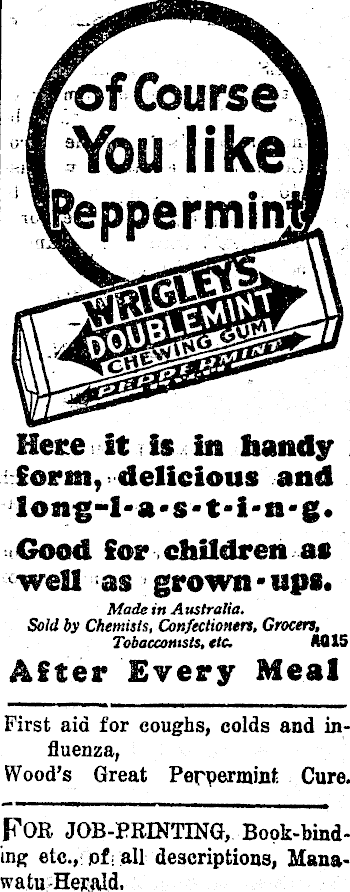 of Course
You like
Peppermint
WRIGLEY'S
DOUBLEMINT
CHEWING GUM
PEPPERMINT
Here it is in handy
form, delicious and
long-l-a-s-t-i-n-g.
Good for children as
well as grown-ups.
Made in Australia.
Sold by Chemists, Confectioners, Grocers,
Tobacconists, etc. AQ15
After Every Meal
First aid for coughs, colds and in-
fluenza,
Wood's Great Peppermint Cure.
FOR JOB-PRINTING, Book-bind-
ing etc., of all descriptions, Mana-
watu Herald.